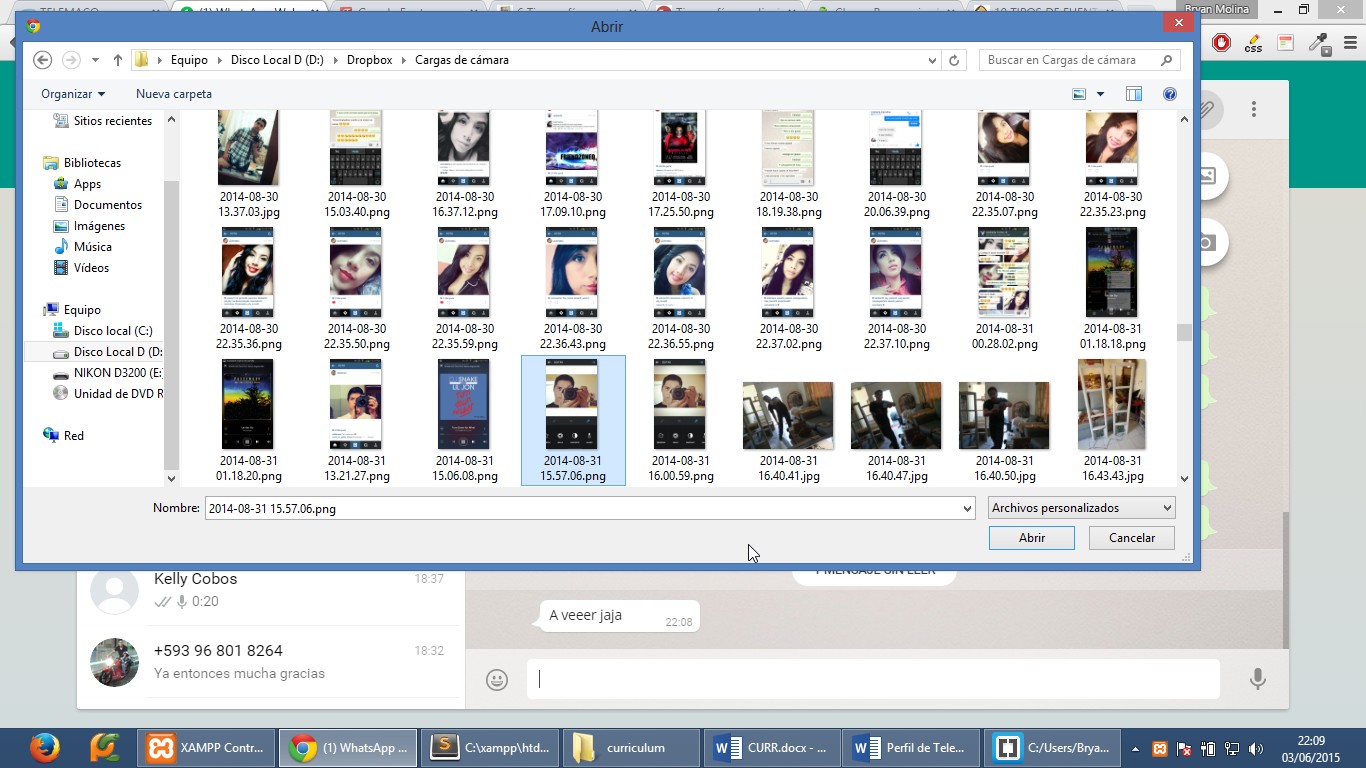 TELEMACO
Bryan Molina
Abrir
Equipo
Disco Local D (D:)
Dropbox
Cargas de cámara
Buscar en Cargas de cámara
Organizar
Nueva carpeta
Sitios recientes
Bibliotecas
Apps
Documentos
Imágenes
Música
Vídeos
Equipo
Disco local (C:)
Disco Local D (D:
NIKON D3200 (E:
Unidad de DVD R
Red
2014-08-30 13.37.03.jpg
2014-08-30 15.03.40.png
2014-08-30 16.37.12.png
2014-08-30 17.09.10.png
2014-08-30 17.25.50.png
2014-08-30 18.19.38.png
2014-08-30 20.06.39.png
2014-08-30 22.35.07.png
2014-08-30 22.35.23.png
2014-08-30 22.35.36.png
2014-08-30 22.35.50.png
2014-08-30 22.35.59.png
2014-08-30 22.36.43.png
2014-08-30 22.36.55.png
2014-08-30 22.37.02.png
2014-08-30 22.37.10.png
2014-08-31 00.28.02.png
2014-08-31 01.18.18.png
2014-08-31 01.18.20.png
2014-08-31 13.21.27.png
2014-08-31 15.06.08.png
2014-08-31 15.57.06.png
2014-08-31 16.00.59.png
2014-08-31 16.40.41.jpg
2014-08-31 16.40.47.jpg
2014-08-31 16.40.50.jpg
2014-08-31 16.43.43.jpg
Nombre:
2014-08-31 15.57.06.png
Archivos personalizados
Abrir
Cancelar
Kelly Cobos
18:37
0:20
+593 96 801 8264
18:32
Ya entonces mucha gracias
1 MENSAJE SIN LEER
A veeer jaja
22:08
XAMPP Contr...
(1) WhatsApp ...
C:\xampp\htd...
curriculum
CURR.docx - ...
Perfil de Tele...
C:/Users/Brya...
22:09
03/06/2015